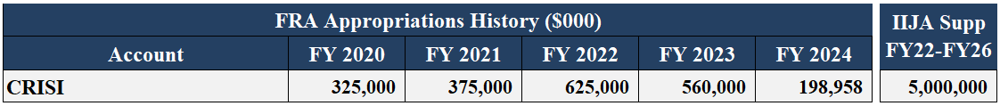 FRA Appropriations History ($000)
IIJA Supp
FY22-FY26
Account FY 2020 FY 2021 FY 2022 FY 2023 FY 2024
CRISI 325,000 375,000 625,000 560,000 198,958 5,000,000